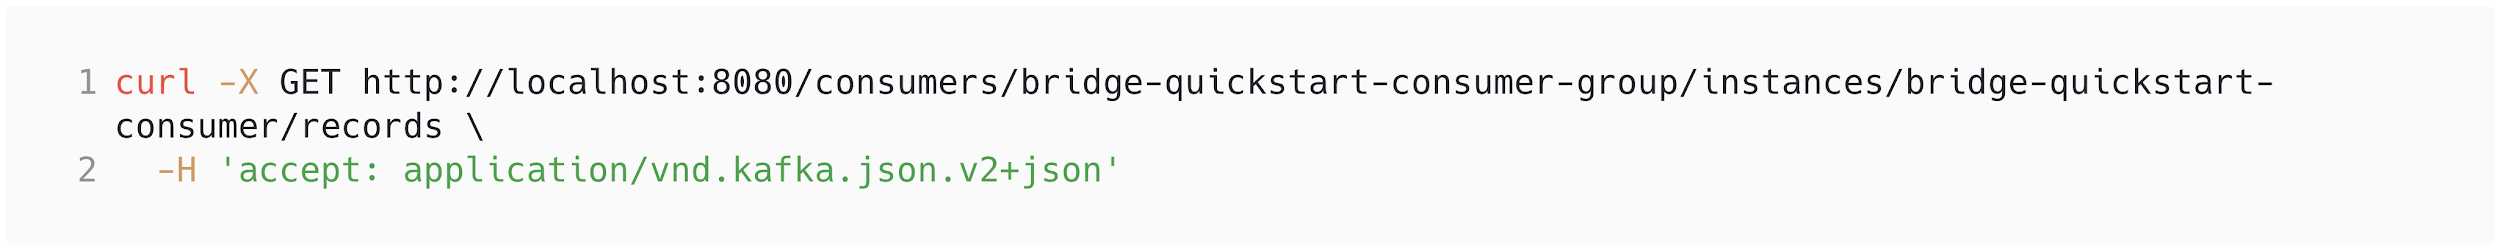 1 curl -X GET http://localhost:8080/consumers/bridge-quickstart-consumer-group/instances/bridge-quickstart-
consumer/records \
2   -H 'accept: application/vnd.kafka.json.v2+json'